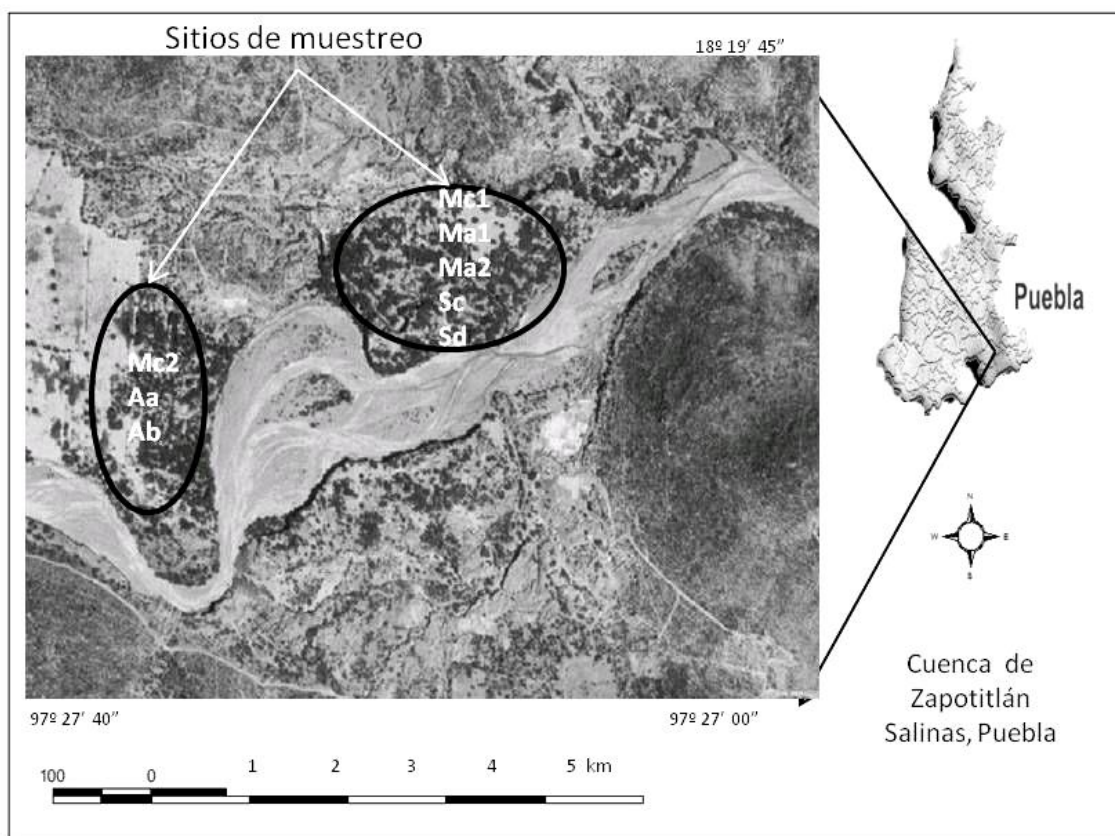 Sitios de muestreo
18º 19’ 45”
Mc1
Ma1
Ma2
Sc
Sd
Mc2
Aa
Ab
Puebla
N
W E
S
97º 27’ 40”
97º 27’ 00”
Cuenca de
Zapotitlán
Salinas, Puebla
100 0 1 2 3 4 5 km